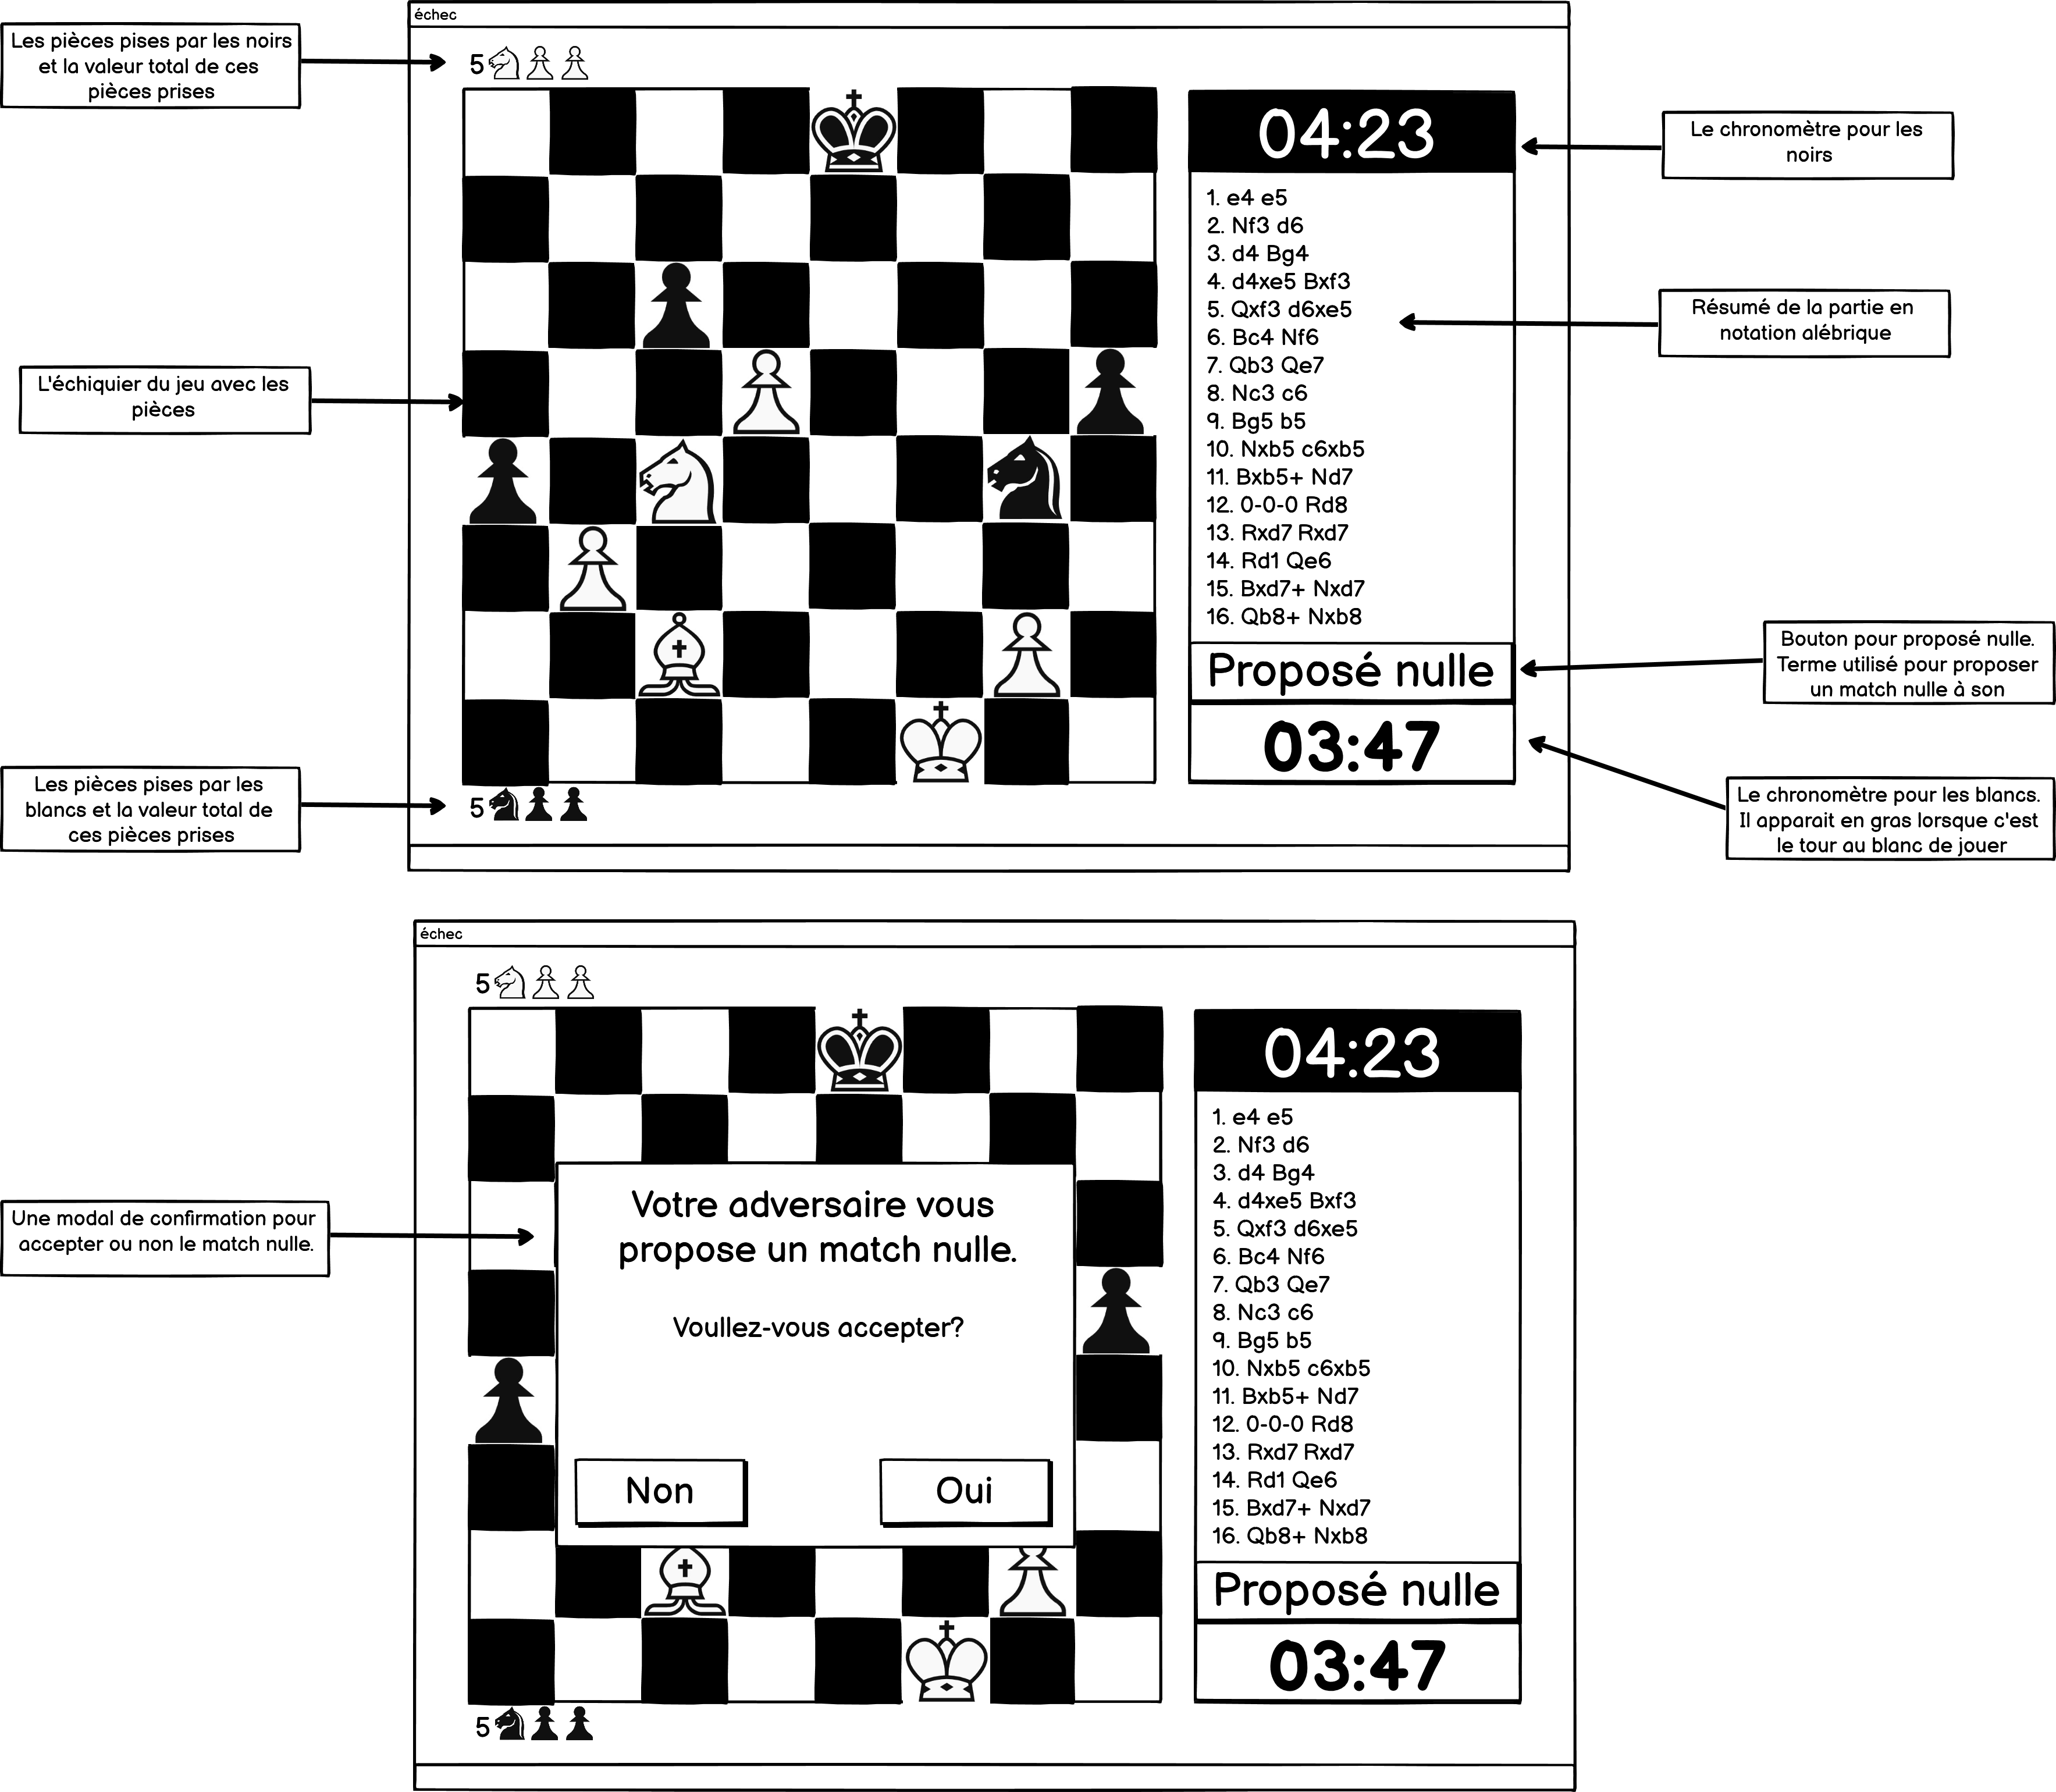 échec
Les pièces pises par les noirs
et la valeur total de ces
pièces prises
5
04:23
Le chronomètre pour les
noirs
1. e4 e5
2. Nf3 d6
3. d4 Bg4
4. d4xe5 Bxf3
5. Qxf3 d6xe5
6. Bc4 Nf6
7. Qb3 Qe7
8. Nc3 c6
9. Bg5 b5
10. Nxb5 c6xb5
11. Bxb5+ Nd7
12. 0-0-0 Rd8
13. Rxd7 Rxd7
14. Rd1 Qe6
15. Bxd7+ Nxd7
16. Qb8+ Nxb8
Résumé de la partie en
notation alébrique
L'échiquier du jeu avec les
pièces
Proposé nulle
Bouton pour proposé nulle.
Terme utilisé pour proposer
un match nulle à son
03:47
Le chronomètre pour les blancs.
Il apparait en gras lorsque c'est
le tour au blanc de jouer
Les pièces pises par les
blancs et la valeur total de
ces pièces prises
5
échec
5
04:23
1. e4 e5
2. Nf3 d6
3. d4 Bg4
4. d4xe5 Bxf3
5. Qxf3 d6xe5
6. Bc4 Nf6
7. Qb3 Qe7
8. Nc3 c6
9. Bg5 b5
10. Nxb5 c6xb5
11. Bxb5+ Nd7
12. 0-0-0 Rd8
13. Rxd7 Rxd7
14. Rd1 Qe6
15. Bxd7+ Nxd7
16. Qb8+ Nxb8
Une modal de confirmation pour
accepter ou non le match nulle.
Votre adversaire vous
propose un match nulle.
Voullez-vous accepter?
Non
Oui
Proposé nulle
03:47
5